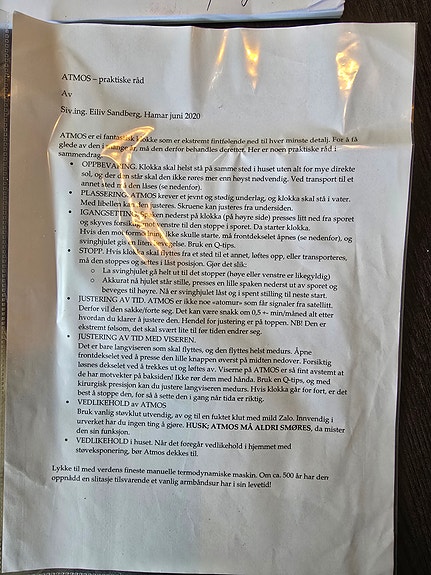 ATMOS – praktiske råd
Av
Siv.ing. Eiliv Sandberg, Hamar juni 2020
ATMOS er ei fantastisk klokke som er ekstremt fintfølende ned til hver minste detalj. For å få
glede av den i mange år, må den derfor behandles deretter. Her er noen praktiske råd i
sammendrag.
• OPPBEVARING. Klokka skal helst stå på samme sted i huset uten alt for mye direkte
sol, og der den står skal den ikke røres mer enn høyst nødvendig. Ved transport til et
annet sted må den låses (se nedenfor).
• PLASSERING. ATMOS krever et jevnt og stødig underlag, og klokka skal stå i vater.
Med libellen kan den justeres. Skruene kan justeres fra undersiden.
• IGANGSETTING. Spaken nederst på klokka (på høyre side) presses litt ned fra sporet
og skyves forsiktig mot venstre til den stopper i sporet. Da starter klokka.
Hvis den mot formodning ikke skulle starte, må frontdekselet åpnes (se nedenfor), og
svinghjulet gis bevegelse. Bruk en Q-tips.
• STOPP. Hvis klokka skal flyttes fra et sted til et annet, løftes opp, eller transporteres,
må den stoppes og settes i låst posisjon. Gjør det slik:
○ La svinghjulet gå helt ut til det stopper (høye eller venstre er likegyldig)
○ Akkurat nå hjulet står stille, presses en lille spaken nederst ut av sporet og
beveges til høyre. Nå er svinghjulet låst og i spent stilling til neste start.
• JUSTERING AV TID. ATMOS er ikke noe «atomur» som får signaler fra satellitter.
Derfor vil den sakke/forte seg. Det kan være snakk om 0,5 +- min/måned alt etter
hvordan du klarer å justere den. Hendel for justering er på toppen. NB! Den er
ekstremt følsom, det skal svært lite til før tiden endrer seg.
• JUSTERING AV TID MED VISEREN.
Det er bare langviseren som skal flyttes, og den flyttes helst medurs. Åpne
frontdekselet ved å presse den lille knappen øverst på midten nedover. Forsiktig
løsnes dekselet ved å trekkes ut og løftes av. Viserne på ATMOS er så fint avstemt at
de har motvekter på baksiden! Ikke rør dem med hånda. Bruk en Q-tips, og med
kirurgisk presisjon kan du justere langviseren medurs. Hvis klokka går for fort, er det
best å stoppe den, for så å sette den i gang når tida er riktig.
• VEDLIKEHOLD av ATMOS
Bruk vanlig støvklut utvendig, av og til en fuktet klut med mild Zalo. Innvendig i
urverket har du ingen ting å gjøre. HUSK; ATMOS MÅ ALDRI SMØRES, da mister
den sin funksjon.
• VEDLIKEHOLD i huset. Når det foregår vedlikehold i hjemmet med
støveksponering, bør Atmos dekkes til.
Lykke til med verdens fineste manuelle termodynamiske maskin. Om ca. 500 år har den
oppnådd en slitasje tilsvarende et vanlig armbåndsur har i sin levetid!